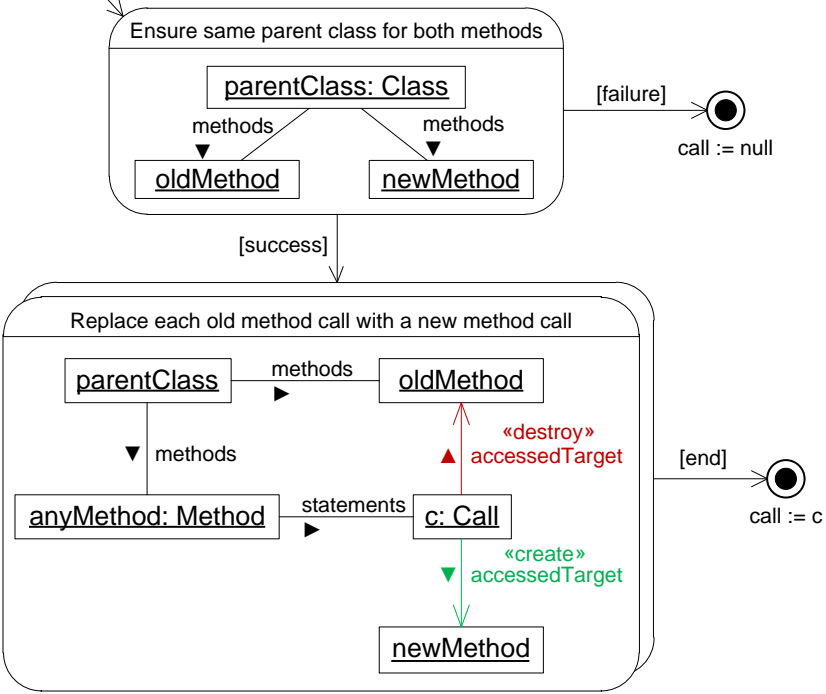 Ensure same parent class for both methods
parentClass: Class
methods
methods
oldMethod
newMethod
[failure]
call := null
[success]
Replace each old method call with a new method call
parentClass
methods
oldMethod
«destroy»
accessedTarget
methods
anyMethod: Method
statements
c: Call
«create»
accessedTarget
newMethod
[end]
call := c